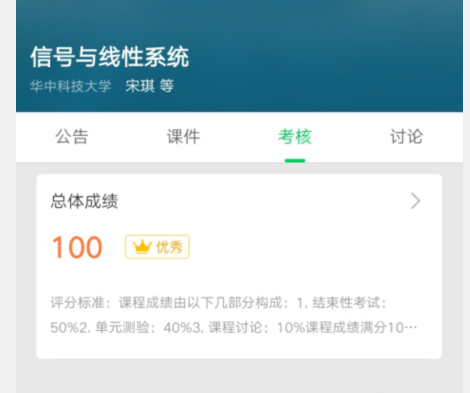 信号与线性系统
华中科技大学 宋琪 等
公告 课件 考核 讨论
总体成绩
100 优秀
评分标准：课程成绩由以下几部分构成：1. 结束性考试：
50%2. 单元测验：40%3. 课程讨论：10%课程成绩满分10…